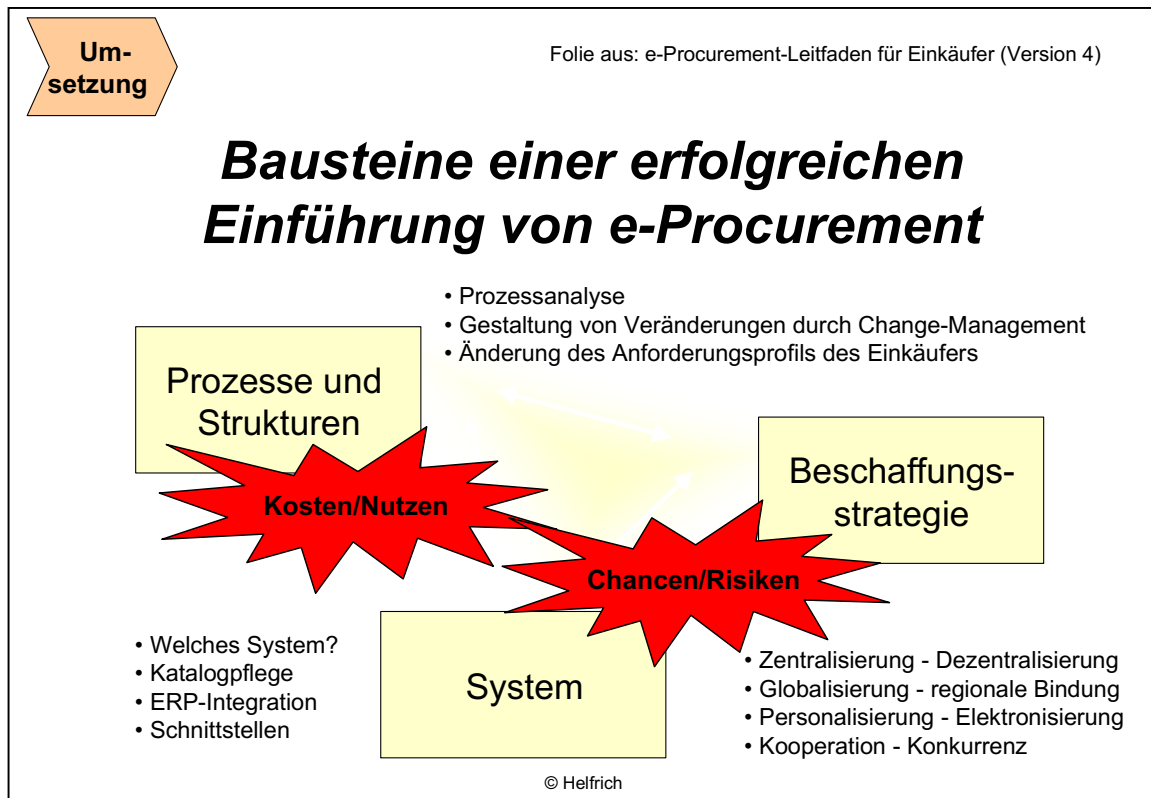 Um-
setzung
Folie aus: e-Procurement-Leitfaden für Einkäufer (Version 4)
Bausteine einer erfolgreichen
Einführung von e-Procurement
• Prozessanalyse
• Gestaltung von Veränderungen durch Change-Management
• Änderung des Anforderungsprofils des Einkäufers
Prozesse und
Strukturen
Kosten/Nutzen
Beschaffungs-
strategie
Chancen/Risiken
System
• Welches System?
• Katalogpflege
• ERP-Integration
• Schnittstellen
• Zentralisierung - Dezentralisierung
• Globalisierung - regionale Bindung
• Personalisierung - Elektronisierung
• Kooperation - Konkurrenz
© Helfrich